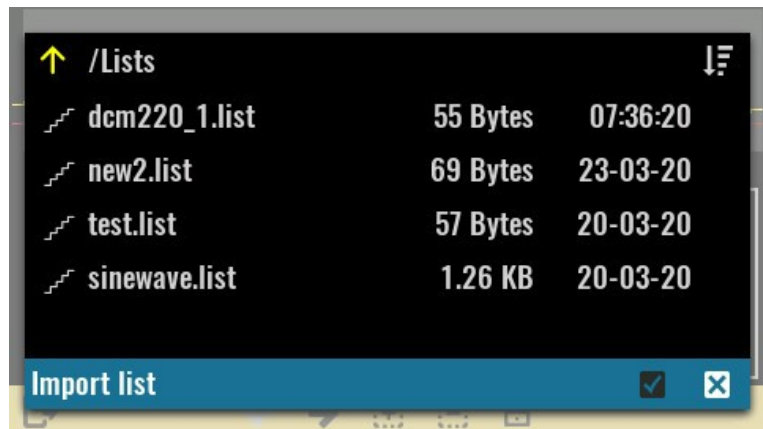 /Lists
dcm220_1.list 55 Bytes 07:36:20
new2.list 69 Bytes 23-03-20
test.list 57 Bytes 20-03-20
sinewave.list 1.26 KB 20-03-20
Import list